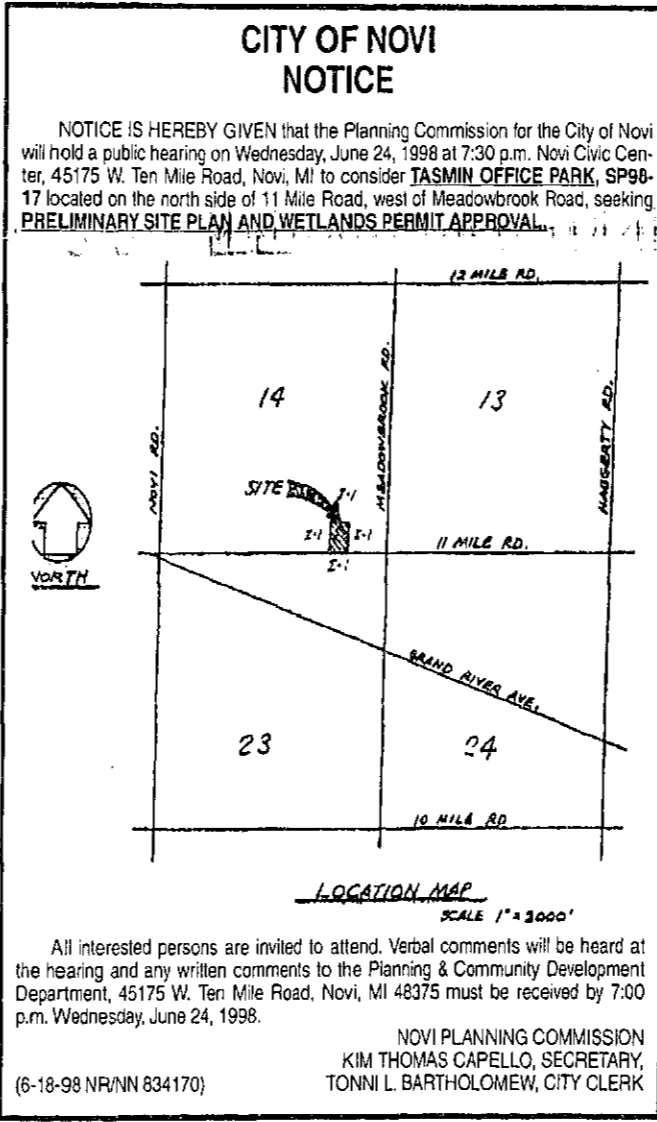 CITY OF NOVI
NOTICE
NOTICE IS HEREBY GIVEN that the Planning Commission for the City of Novi
will hold a public hearing on Wednesday, June 24, 1998 at 7:30 p.m. Novi Civic Cen-
ter, 45175 W. Ten Mile Road, Novi, MI to consider TASMIN OFFICE PARK, SP98-
17 located on the north side of 11 Mile Road, west of Meadowbrook Road, seeking
PRELIMINARY SITE PLAN AND WETLANDS PERMIT APPROVAL.
12 MILE RD.
14
13
NOVI RD.
MEADOWBROOK RD.
HAGGERTY RD.
SITE
I-1
I-1
I-1
I-1
11 MILE RD.
NORTH
GRAND RIVER AVE.
23
24
10 MILE RD
LOCATION MAP
SCALE 1"=2000'
All interested persons are invited to attend. Verbal comments will be heard at
the hearing and any written comments to the Planning & Community Development
Department, 45175 W. Ten Mile Road, Novi, MI 48375 must be received by 7:00
p.m. Wednesday, June 24, 1998.
NOVI PLANNING COMMISSION
KIM THOMAS CAPELLO, SECRETARY,
(6-18-98 NR/NN 834170) TONNI L. BARTHOLOMEW, CITY CLERK